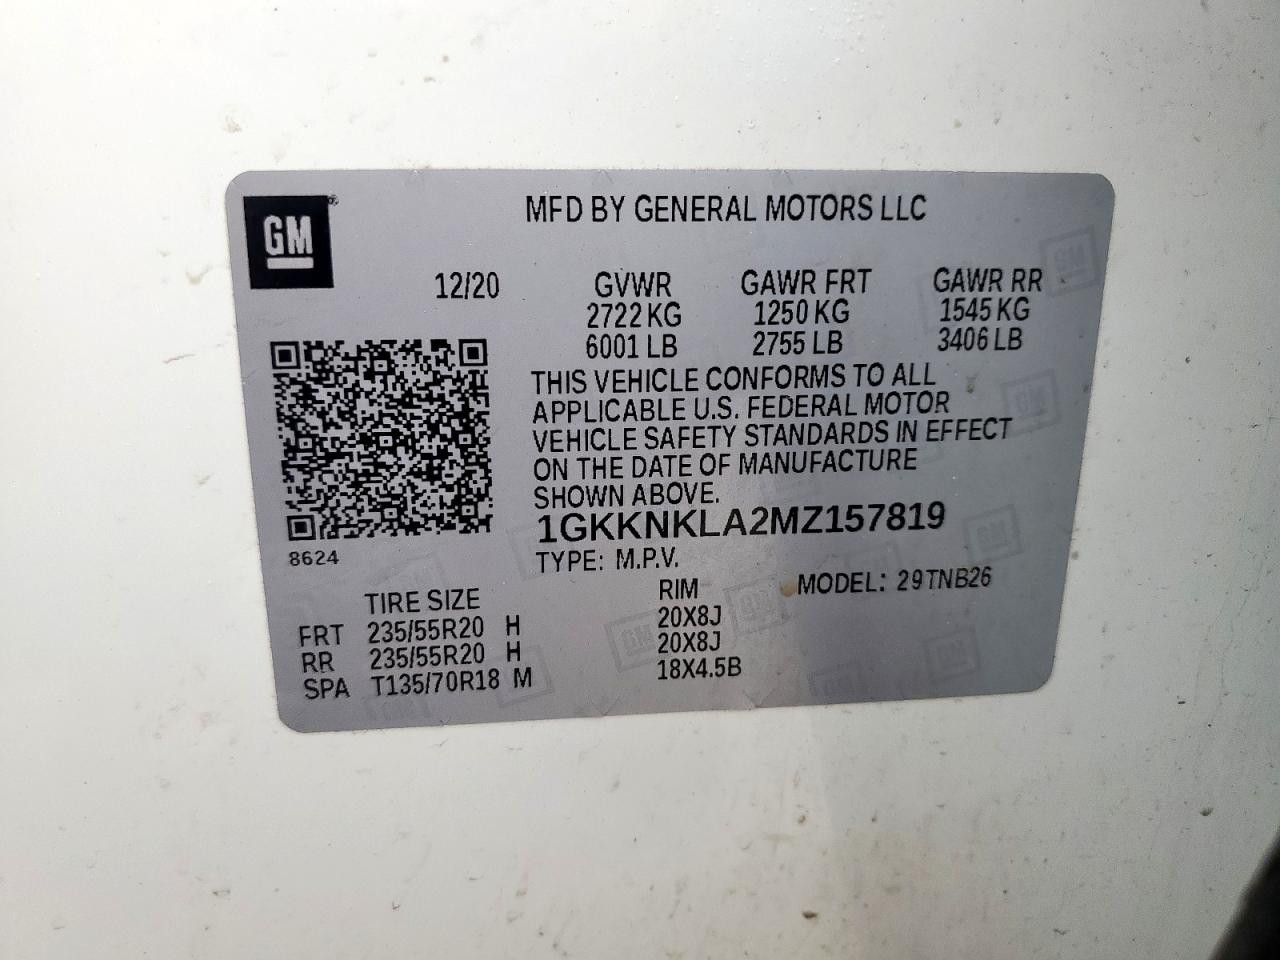 GM
MFD BY GENERAL MOTORS LLC
12/20 GVWR GAWR FRT GAWR RR
2722 KG 1250 KG 1545 KG
6001 LB 2755 LB 3406 LB
THIS VEHICLE CONFORMS TO ALL
APPLICABLE U.S. FEDERAL MOTOR
VEHICLE SAFETY STANDARDS IN EFFECT
ON THE DATE OF MANUFACTURE
SHOWN ABOVE.
1GKKNKLA2MZ157819
8624
TYPE: M.P.V.
TIRE SIZE RIM MODEL: 29TNB26
FRT 235/55R20 H 20X8J
RR 235/55R20 H 20X8J
SPA T135/70R18 M 18X4.5B